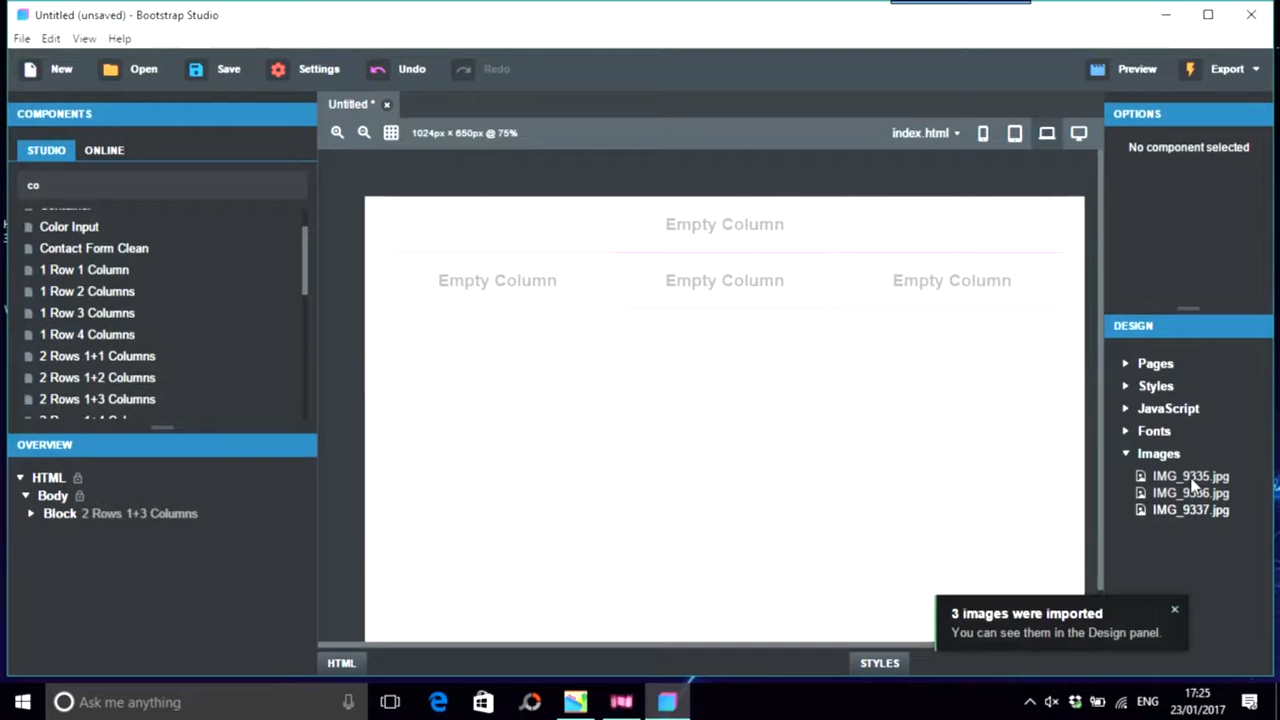 Untitled (unsaved) - Bootstrap Studio
File Edit View Help
New Open Save Settings Undo Redo Preview Export
COMPONENTS
STUDIO ONLINE
co
Color Input
Contact Form Clean
1 Row 1 Column
1 Row 2 Columns
1 Row 3 Columns
1 Row 4 Columns
2 Rows 1+1 Columns
2 Rows 1+2 Columns
2 Rows 1+3 Columns
OVERVIEW
HTML
Body
Block 2 Rows 1+3 Columns
Untitled *
1024px × 650px @ 75%
index.html
Empty Column
Empty Column Empty Column Empty Column
HTML STYLES
OPTIONS
No component selected
DESIGN
Pages
Styles
JavaScript
Fonts
Images
IMG_9335.jpg
IMG_9336.jpg
IMG_9337.jpg
3 images were imported
You can see them in the Design panel.
Ask me anything
ENG
17:25
23/01/2017